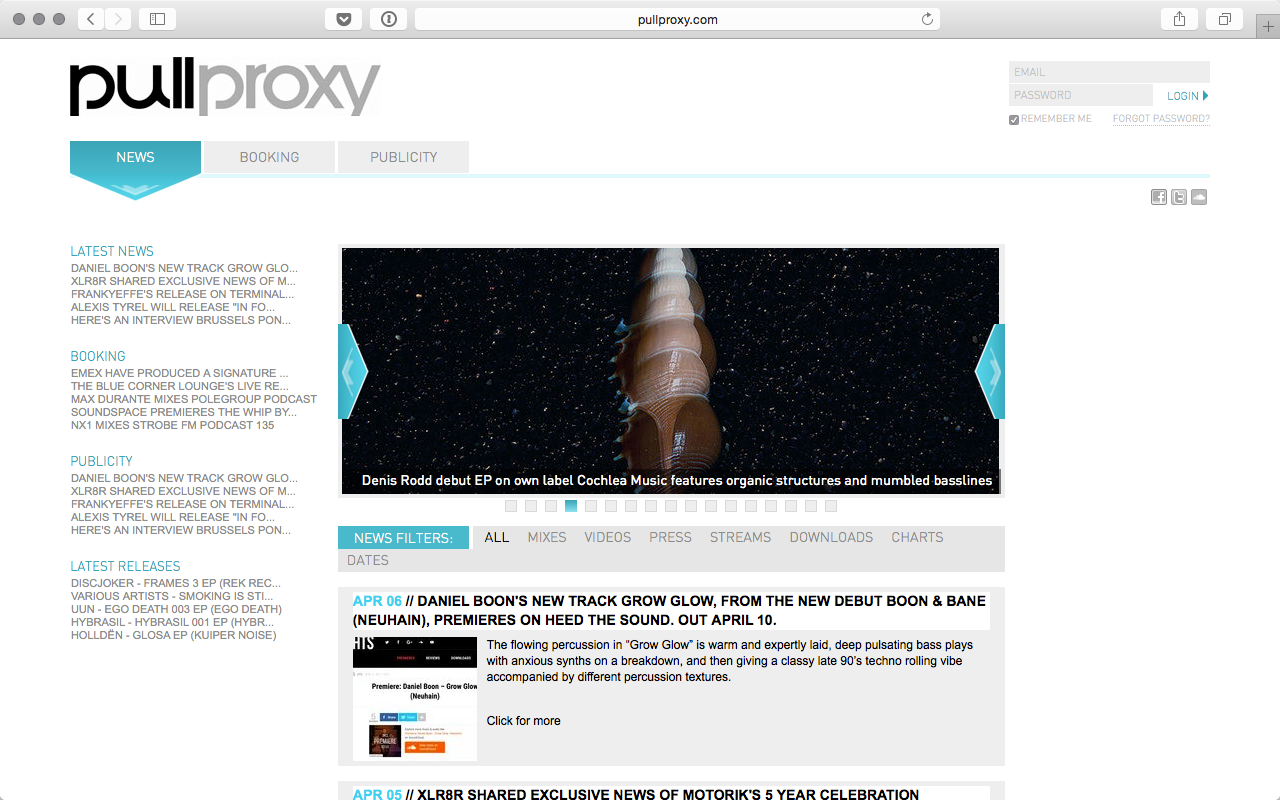 pullproxy.com
pullproxy
EMAIL
PASSWORD
LOGIN
REMEMBER ME
FORGOT PASSWORD?
NEWS
BOOKING
PUBLICITY
LATEST NEWS
DANIEL BOON'S NEW TRACK GROW GLO...
XLR8R SHARED EXCLUSIVE NEWS OF M...
FRANKYEFFE'S RELEASE ON TERMINAL...
ALEXIS TYREL WILL RELEASE "IN FO...
HERE'S AN INTERVIEW BRUSSELS PON...
BOOKING
EMEX HAVE PRODUCED A SIGNATURE ...
THE BLUE CORNER LOUNGE'S LIVE RE...
MAX DURANTE MIXES POLEGROUP PODCAST
SOUNDSPACE PREMIERES THE WHIP BY...
NX1 MIXES STROBE FM PODCAST 135
PUBLICITY
DANIEL BOON'S NEW TRACK GROW GLO...
XLR8R SHARED EXCLUSIVE NEWS OF M...
FRANKYEFFE'S RELEASE ON TERMINAL...
ALEXIS TYREL WILL RELEASE "IN FO...
HERE'S AN INTERVIEW BRUSSELS PON...
LATEST RELEASES
DISCJOKER - FRAMES 3 EP (REK REC...
VARIOUS ARTISTS - SMOKING IS STI...
UUN - EGO DEATH 003 EP (EGO DEATH)
HYBRASIL - HYBRASIL 001 EP (HYBR...
HOLLDËN - GLOSA EP (KUIPER NOISE)
Denis Rodd debut EP on own label Cochlea Music features organic structures and mumbled basslines
NEWS FILTERS: ALL MIXES VIDEOS PRESS STREAMS DOWNLOADS CHARTS
DATES
APR 06 // DANIEL BOON'S NEW TRACK GROW GLOW, FROM THE NEW DEBUT BOON & BANE
(NEUHAIN), PREMIERES ON HEED THE SOUND. OUT APRIL 10.
PREMIERES REVIEWS DOWNLOADS
Premiere: Daniel Boon – Grow Glow
(Neuhain)
The flowing percussion in “Grow Glow” is warm and expertly laid, deep pulsating bass plays
with anxious synths on a breakdown, and then giving a classy late 90’s techno rolling vibe
accompanied by different percussion textures.
Click for more
APR 05 // XLR8R SHARED EXCLUSIVE NEWS OF MOTORIK'S 5 YEAR CELEBRATION